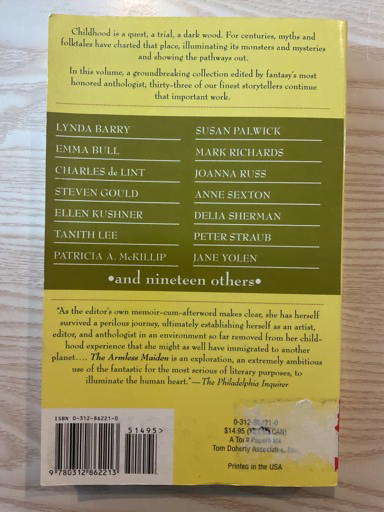 Childhood is a quest, a trial, a dark wood. For centuries, myths and
folktales have charted that place, illuminating its monsters and mysteries
and showing the pathways out.
In this volume, a groundbreaking collection edited by fantasy's most
honored anthologist, thirty-three of our finest storytellers continue
that important work.
LYNDA BARRY
EMMA BULL
CHARLES de LINT
STEVEN GOULD
ELLEN KUSHNER
TANITH LEE
PATRICIA A. McKILLIP
SUSAN PALWICK
MARK RICHARDS
JOANNA RUSS
ANNE SEXTON
DELIA SHERMAN
PETER STRAUB
JANE YOLEN
•and nineteen others•
"As the editor's own memoir-cum-afterword makes clear, she has herself
survived a perilous journey, ultimately establishing herself as an artist,
editor, and anthologist in an environment so far removed from her child-
hood experience that she might as well have immigrated to another
planet.... The Armless Maiden is an exploration, an extremely ambitious
use of the fantastic for the most serious of literary purposes, to
illuminate the human heart."—The Philadelphia Inquirer
ISBN 0-312-86221-0
51495>
9 780312 862213
0-312-86221-0
$14.95 CAN)
A Tor Paperback
Tom Doherty Associates,
Printed in the USA